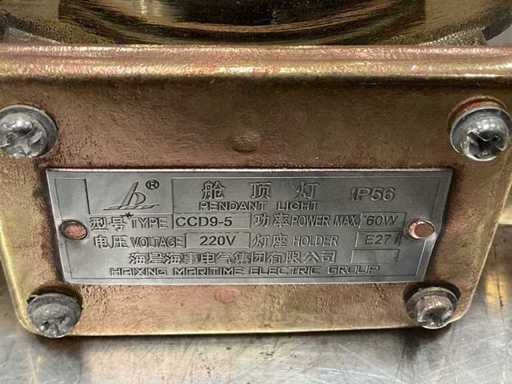 ® 舱顶灯 IP56
PENDANT LIGHT
型号 TYPE CCD9-5 功率 POWER MAX. 60W
电压 VOLTAGE 220V 灯座 HOLDER E27
海星海事电气集团有限公司
HAIXING MARITIME ELECTRIC GROUP